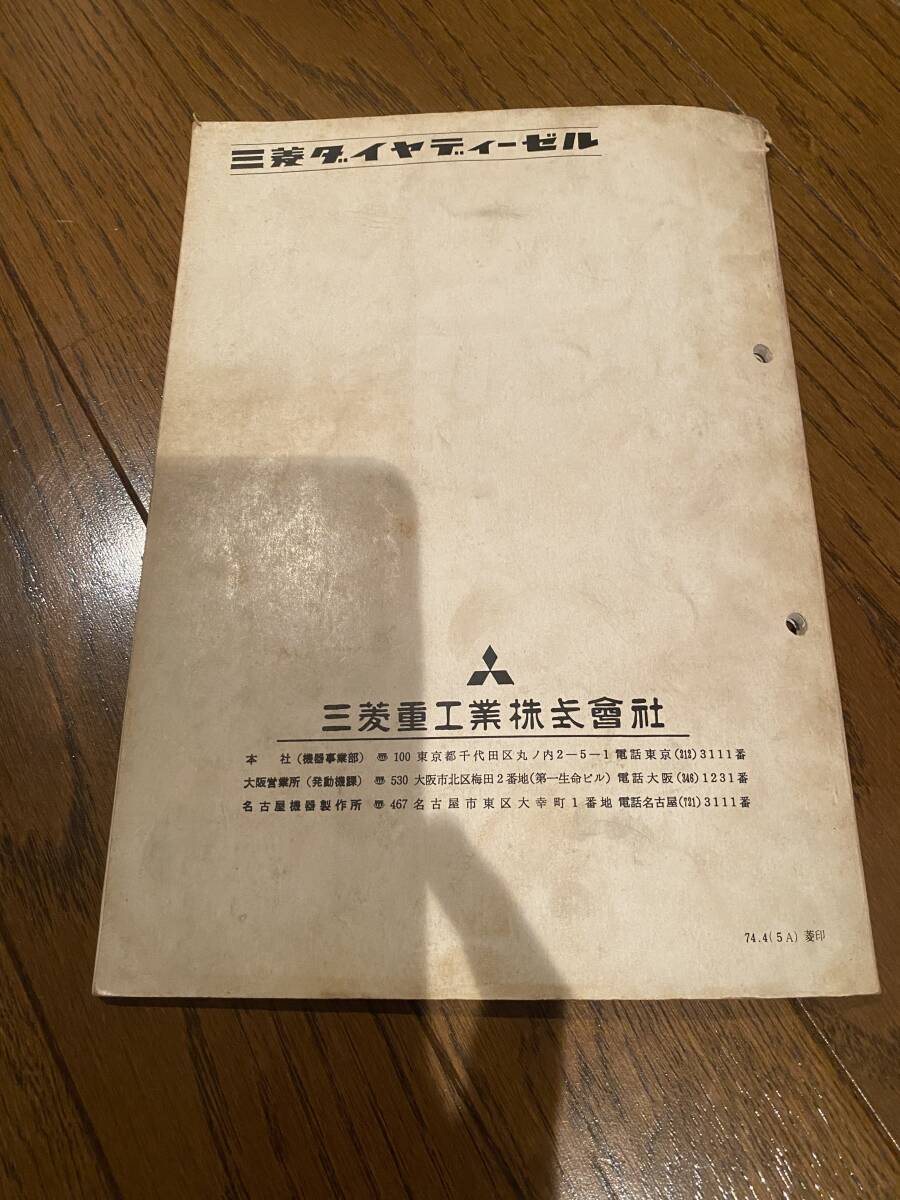 三菱ダイヤディーゼル
三菱重工業株式會社
本社(機器事業部) 〠 100 東京都千代田区丸ノ内2-5-1 電話東京(212)3111番
大阪営業所(発動機課) 〠 530 大阪市北区梅田2番地(第一生命ビル) 電話大阪(346)1231番
名古屋機器製作所 〠 467 名古屋市東区大幸町1番地 電話名古屋(721)3111番
74.4(5A) 菱印